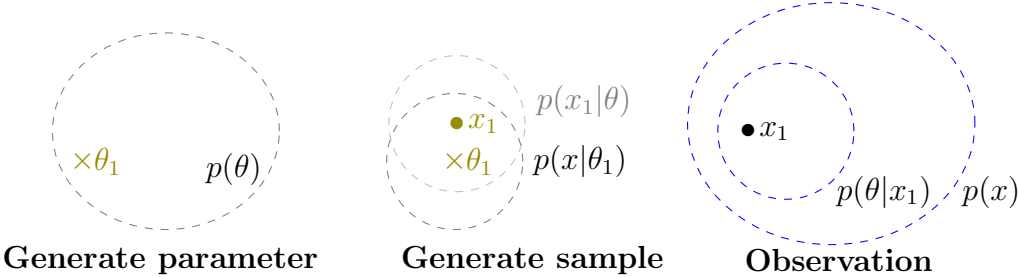 ×θ₁
p(θ)
Generate parameter
p(x₁|θ)
x₁
×θ₁
p(x|θ₁)
Generate sample
x₁
p(θ|x₁)
p(x)
Observation